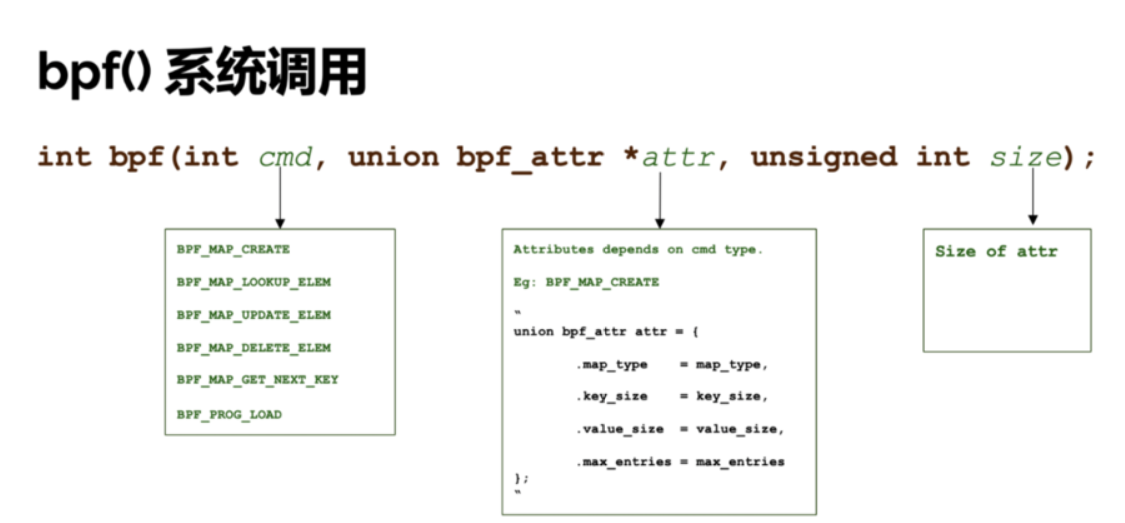 bpf() 系统调用
int bpf(int cmd, union bpf_attr *attr, unsigned int size);
BPF_MAP_CREATE
BPF_MAP_LOOKUP_ELEM
BPF_MAP_UPDATE_ELEM
BPF_MAP_DELETE_ELEM
BPF_MAP_GET_NEXT_KEY
BPF_PROG_LOAD
Attributes depends on cmd type.
Eg: BPF_MAP_CREATE
“
union bpf_attr attr = {
.map_type = map_type,
.key_size = key_size,
.value_size = value_size,
.max_entries = max_entries
};
“
Size of attr